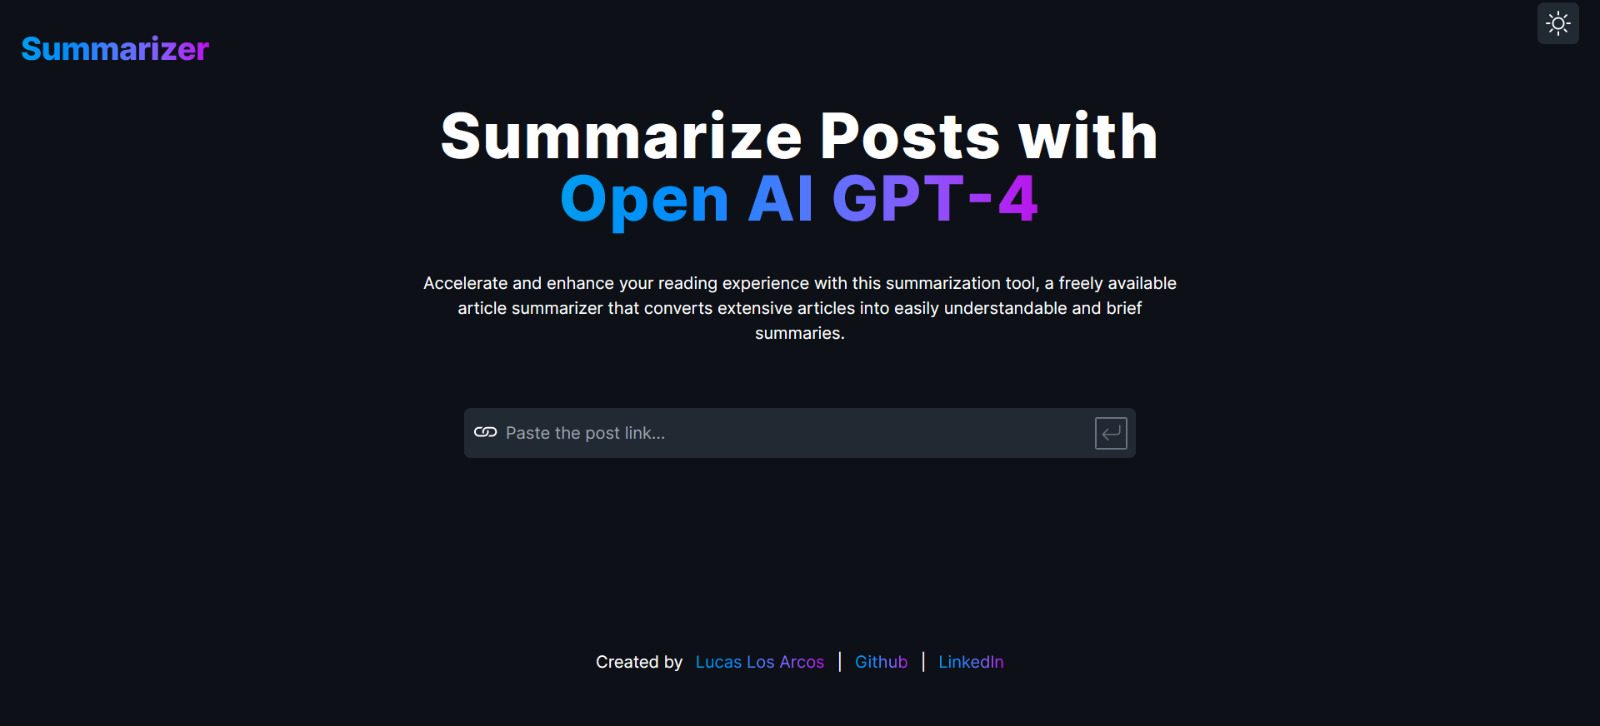 Summarizer
Summarize Posts with
Open AI GPT-4
Accelerate and enhance your reading experience with this summarization tool, a freely available
article summarizer that converts extensive articles into easily understandable and brief
summaries.
Paste the post link...
Created by Lucas Los Arcos | Github | LinkedIn